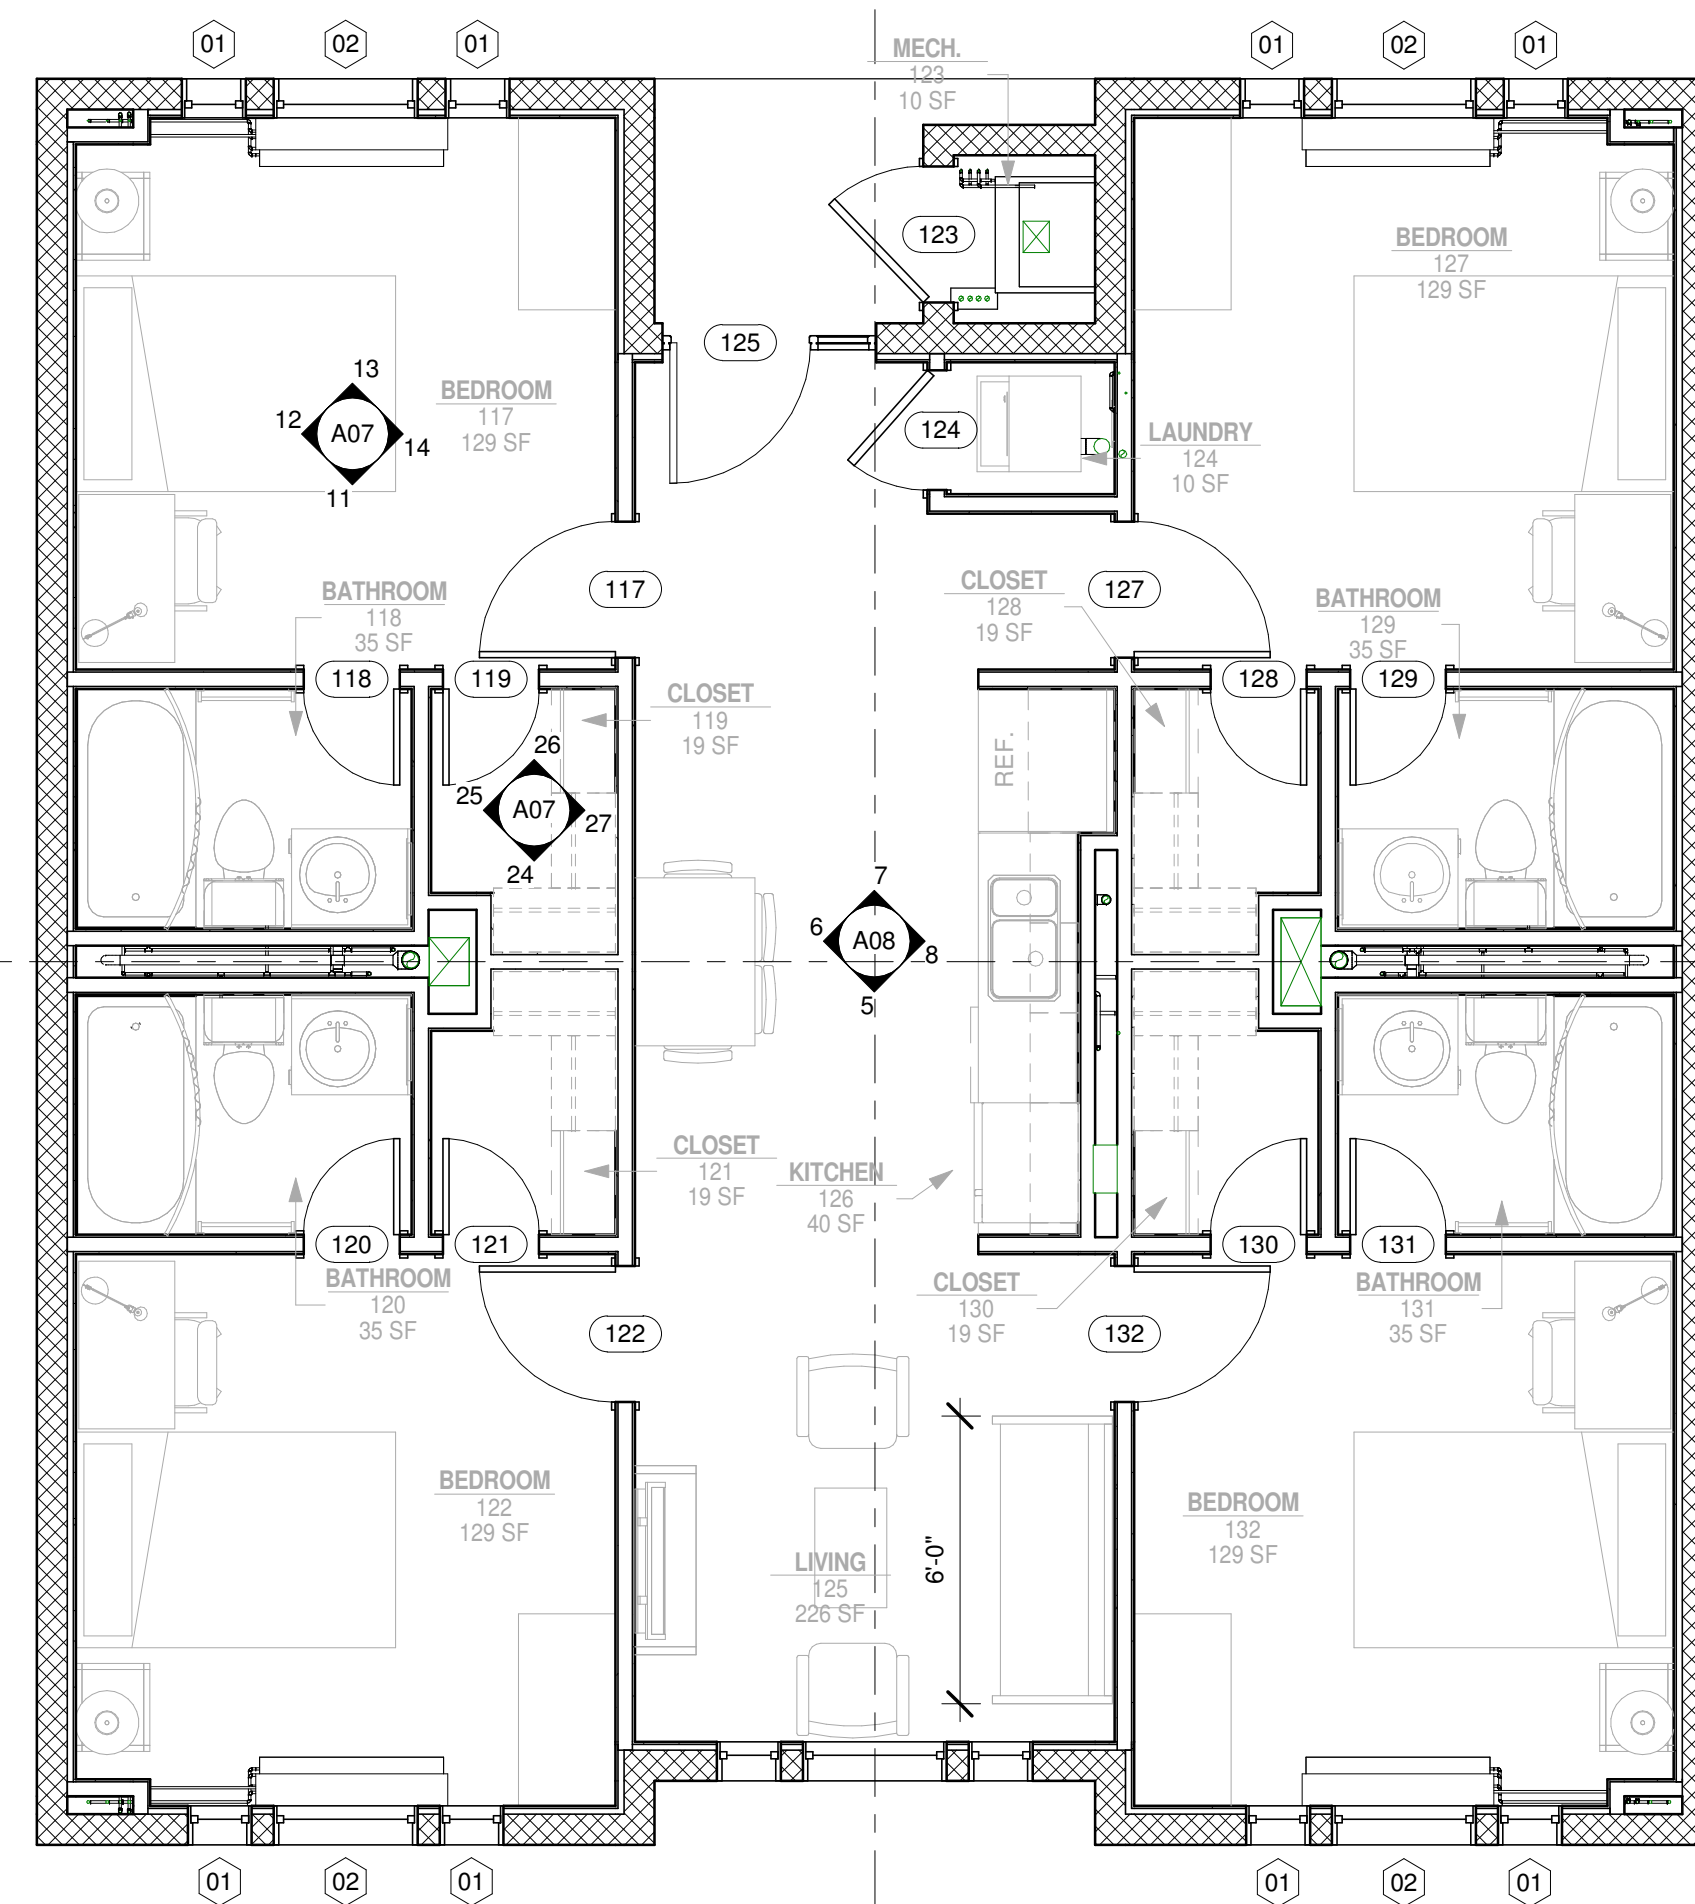 01
02
01
01
02
01
MECH.
123
10 SF
123
BEDROOM
127
129 SF
125
13
12
A07
14
11
BEDROOM
117
129 SF
124
LAUNDRY
124
10 SF
BATHROOM
118
35 SF
117
CLOSET
128
19 SF
127
BATHROOM
129
35 SF
118
119
128
129
CLOSET
119
19 SF
REF.
26
25
A07
27
24
7
6
A08
8
5
CLOSET
121
19 SF
KITCHEN
126
40 SF
120
121
130
131
BATHROOM
120
35 SF
122
CLOSET
130
19 SF
132
BATHROOM
131
35 SF
BEDROOM
122
129 SF
LIVING
125
226 SF
6'-0"
BEDROOM
132
129 SF
01
02
01
01
02
01